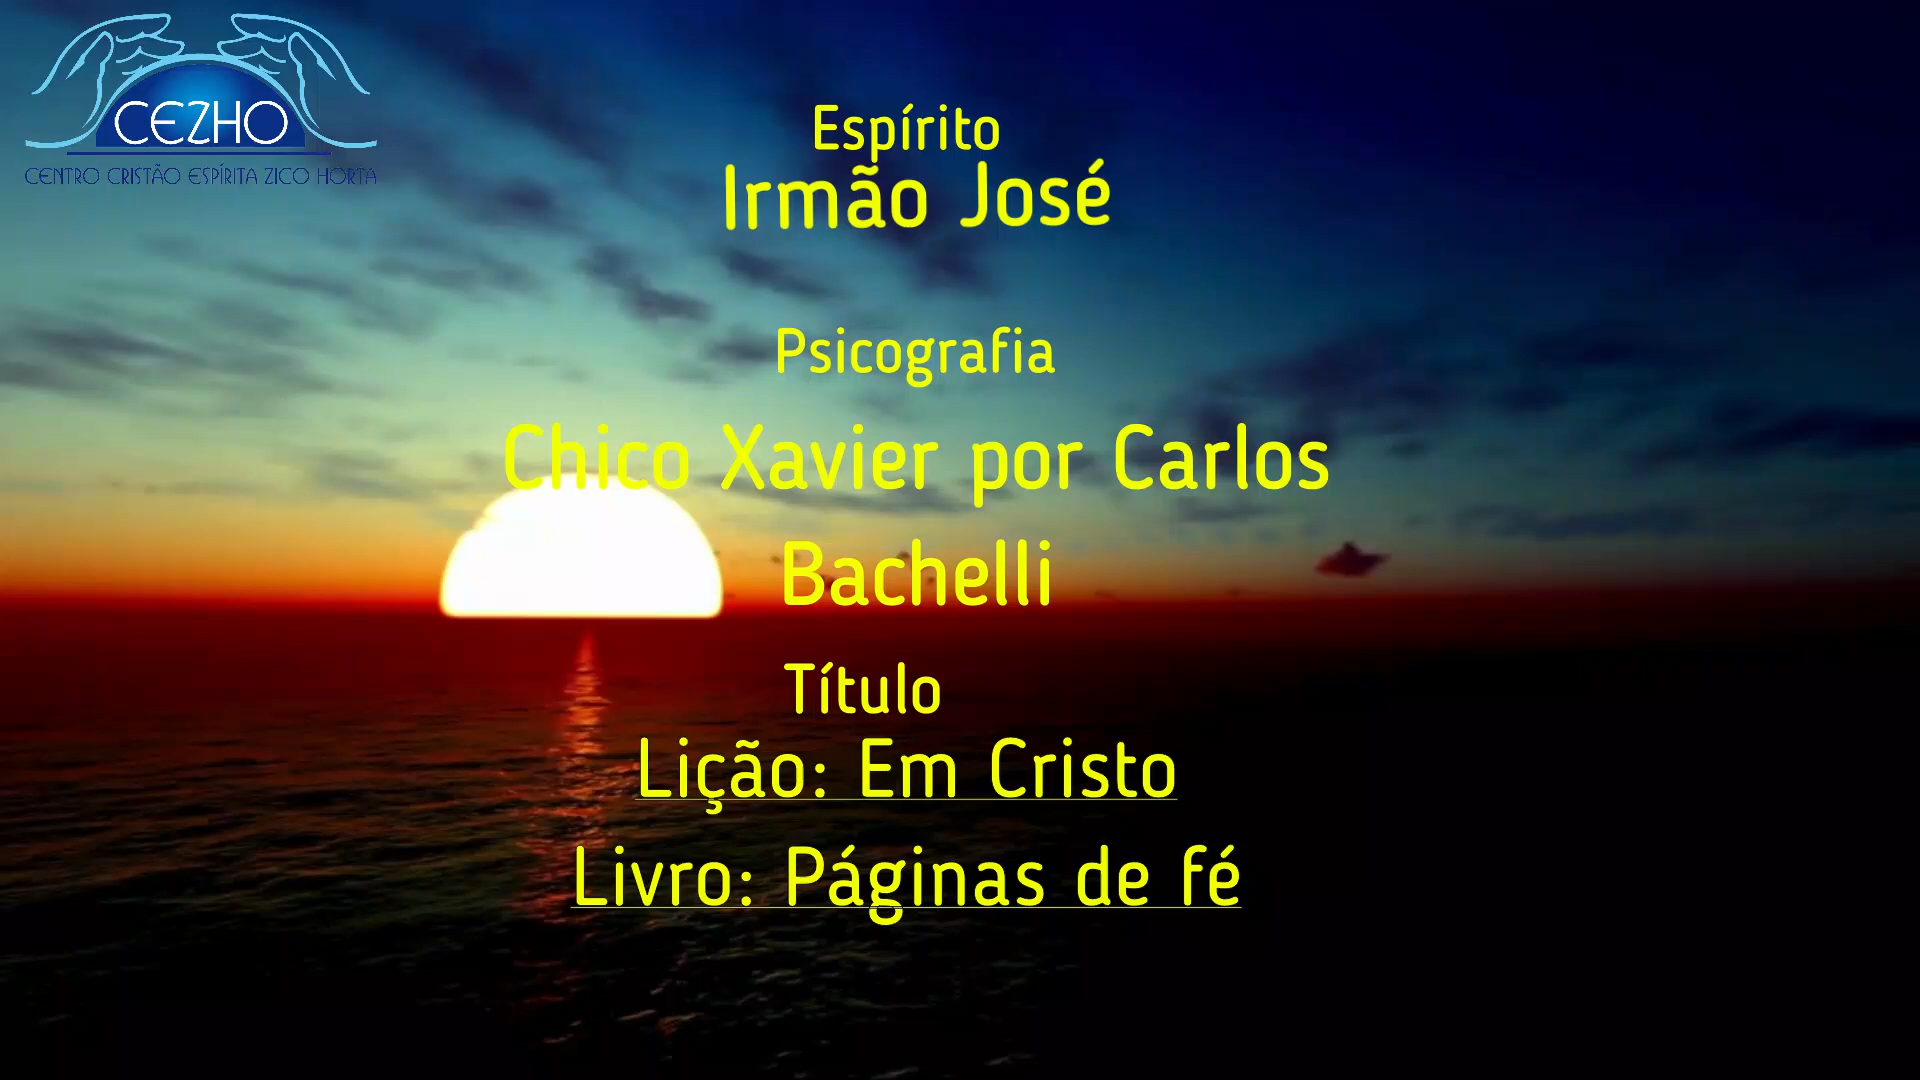 CEZHO
CENTRO CRISTÃO ESPÍRITA ZICO HORTA
Espírito
Irmão José
Psicografia
Chico Xavier por Carlos
Bachelli
Título
Lição: Em Cristo
Livro: Páginas de fé